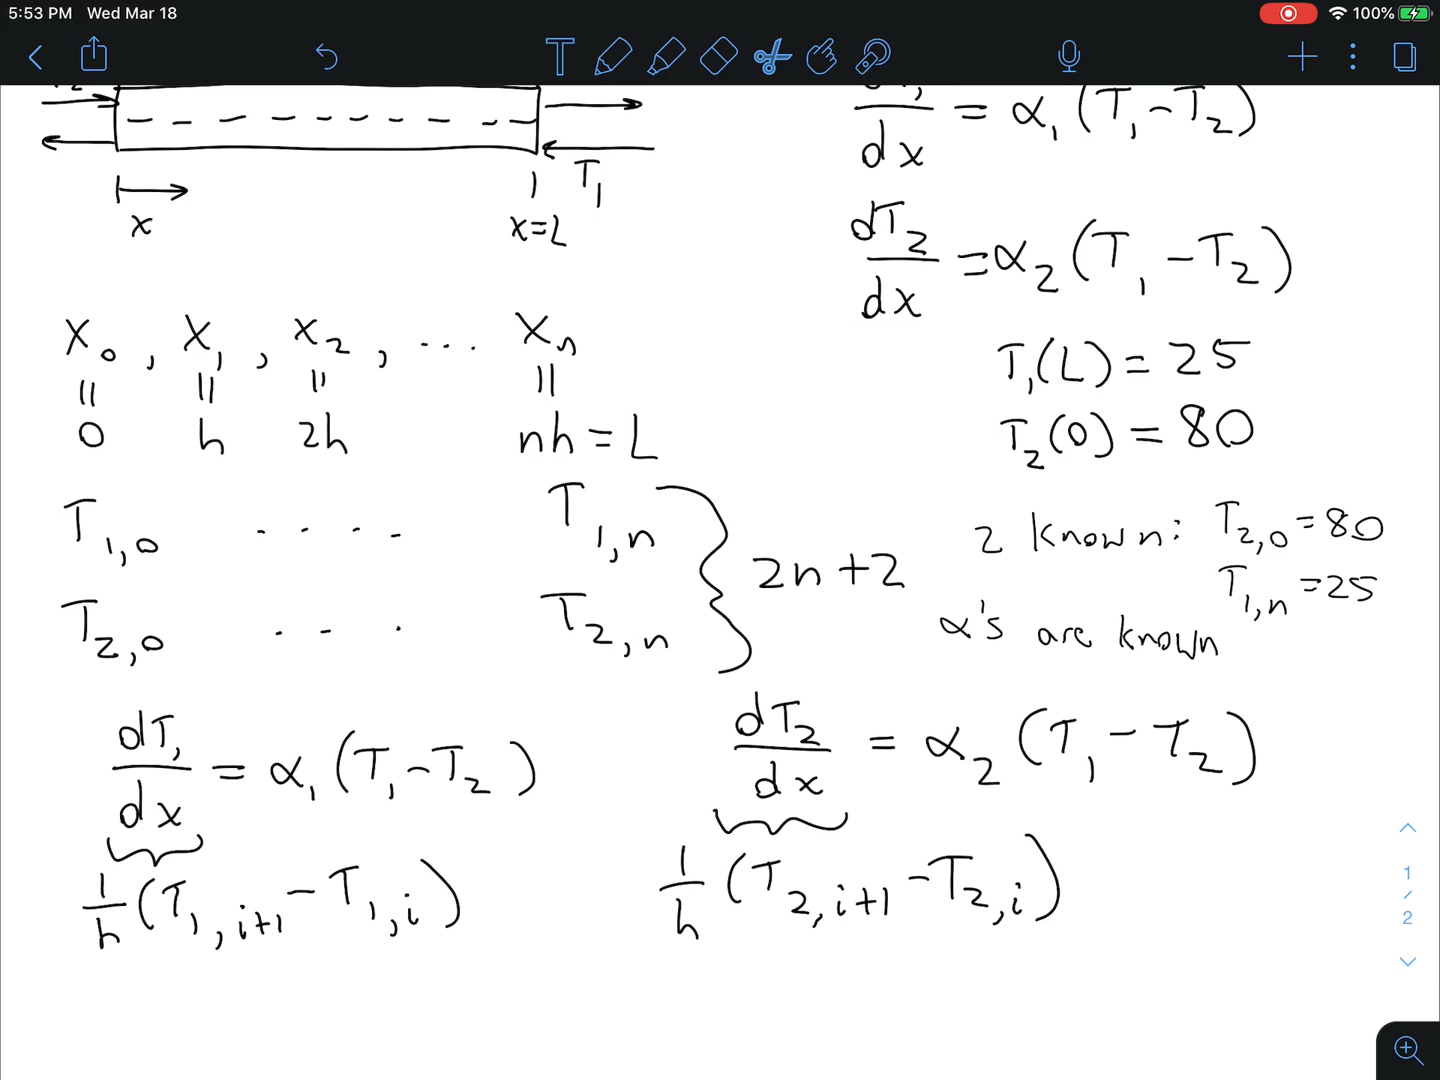 5:53 PM Wed Mar 18
100%
dx = α₁ (T₁ - T₂)
T₁
x
x=L
dT₂/dx = α₂ (T₁ - T₂)
x₀, x₁, x₂, ... xₙ
0 h 2h nh = L
T₁(L) = 25
T₂(0) = 80
T₁,₀ .... T₁,ₙ
T₂,₀ ... T₂,ₙ
2n+2
2 known: T₂,₀ = 80
T₁,ₙ = 25
α's are known
dT₁/dx = α₁ (T₁ - T₂)
dT₂/dx = α₂ (T₁ - T₂)
1/h (T₁,ᵢ₊₁ - T₁,ᵢ)
1/h (T₂,ᵢ₊₁ - T₂,ᵢ)
1
/
2